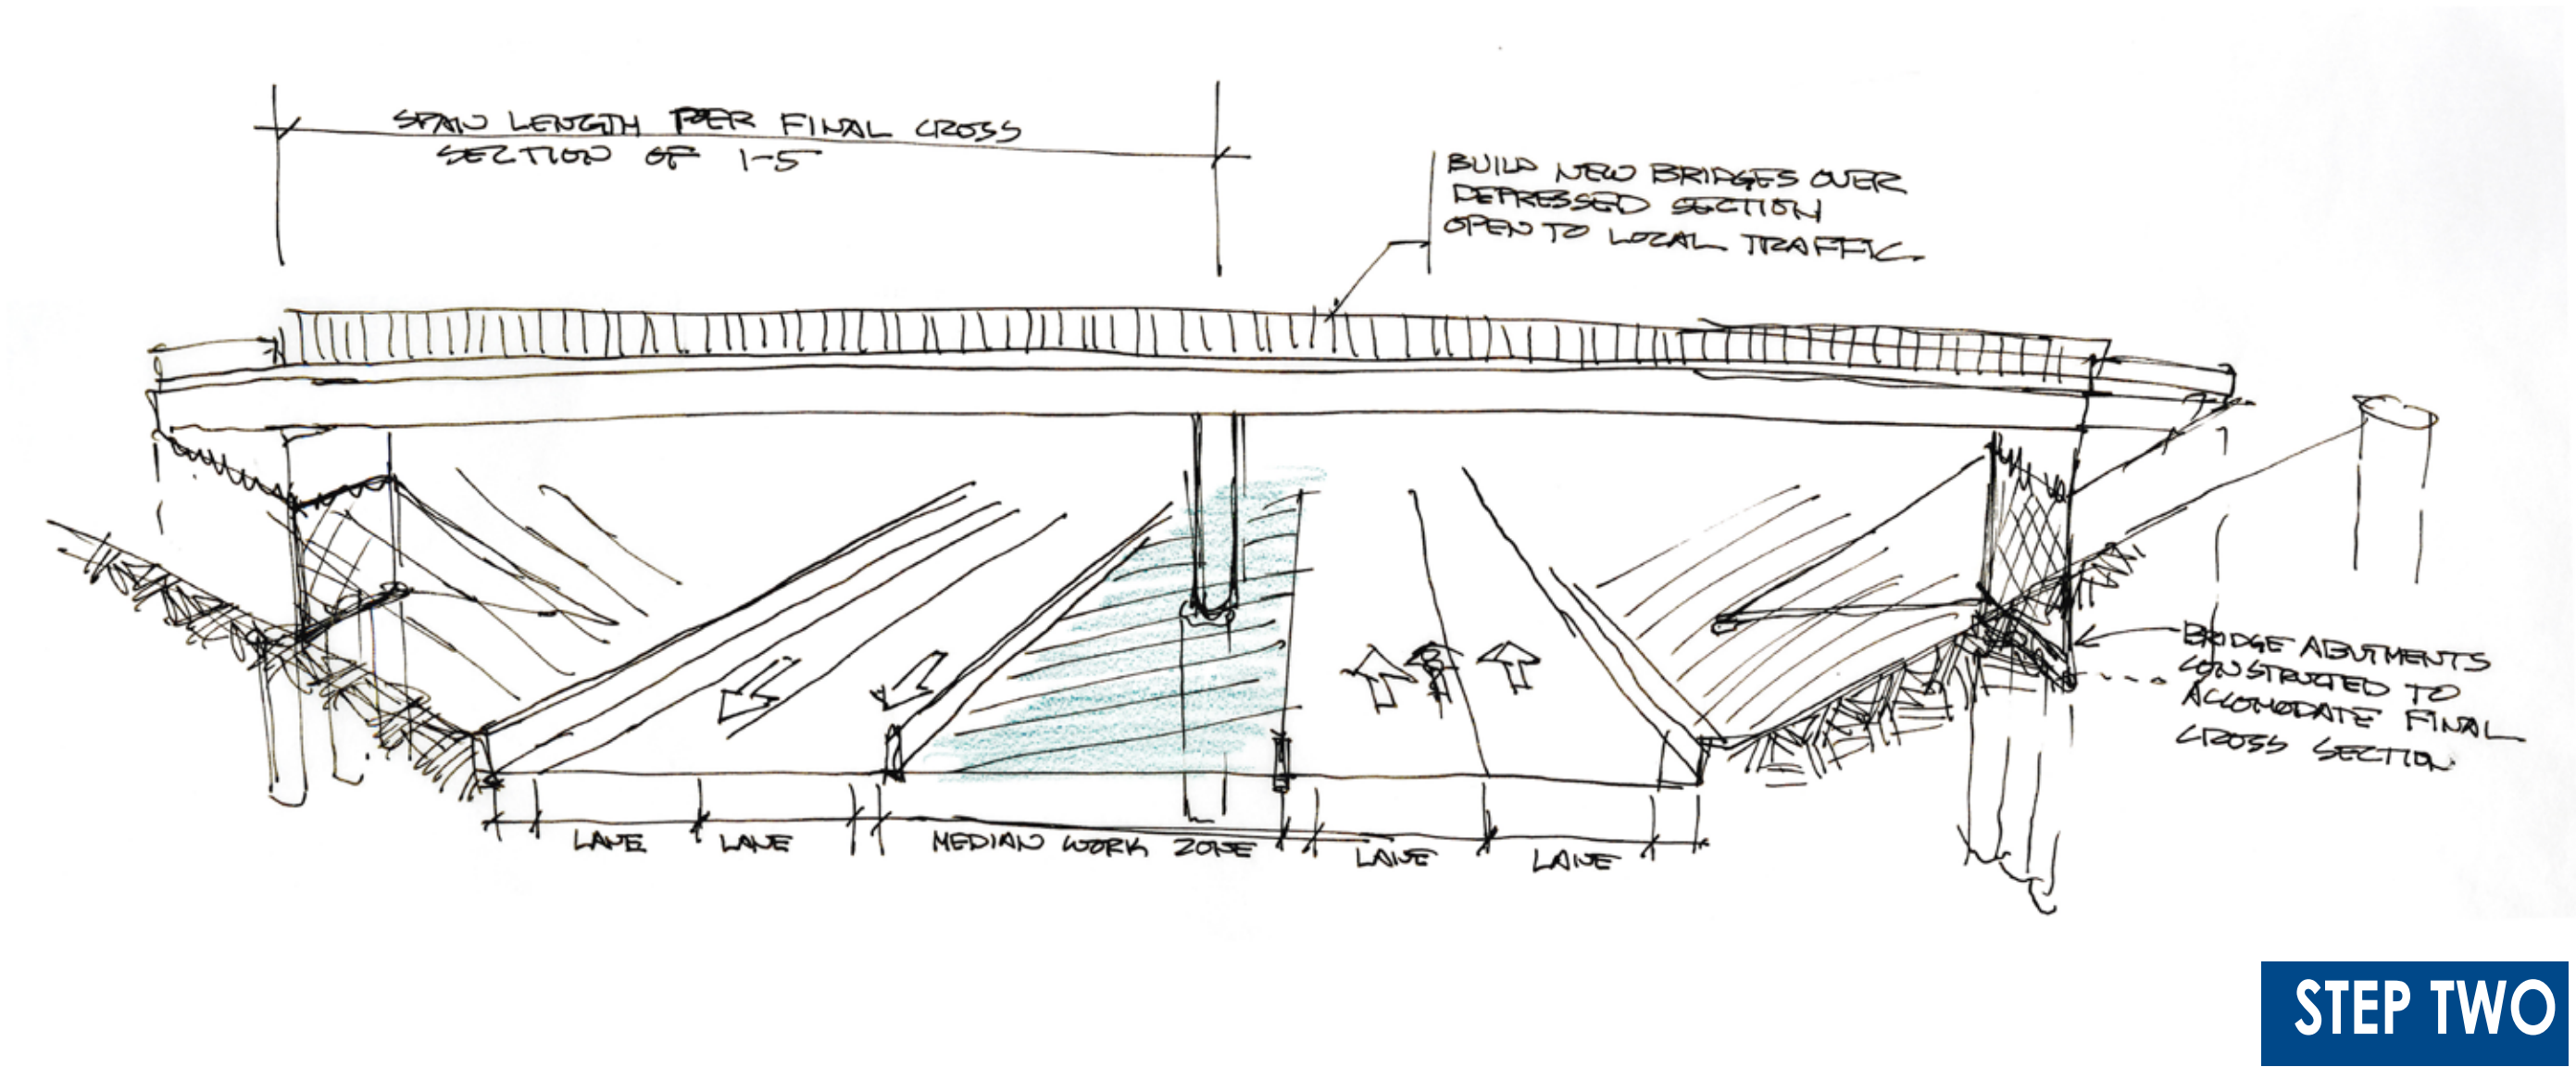 SPAN LENGTH PER FINAL CROSS
SECTION OF I-5
BUILD NEW BRIDGES OVER
DEPRESSED SECTION
OPEN TO LOCAL TRAFFIC.
BRIDGE ABUTMENTS
CONSTRUCTED TO
ACCOMODATE FINAL
CROSS SECTION.
LANE LANE MEDIAN WORK ZONE LANE LANE
STEP TWO